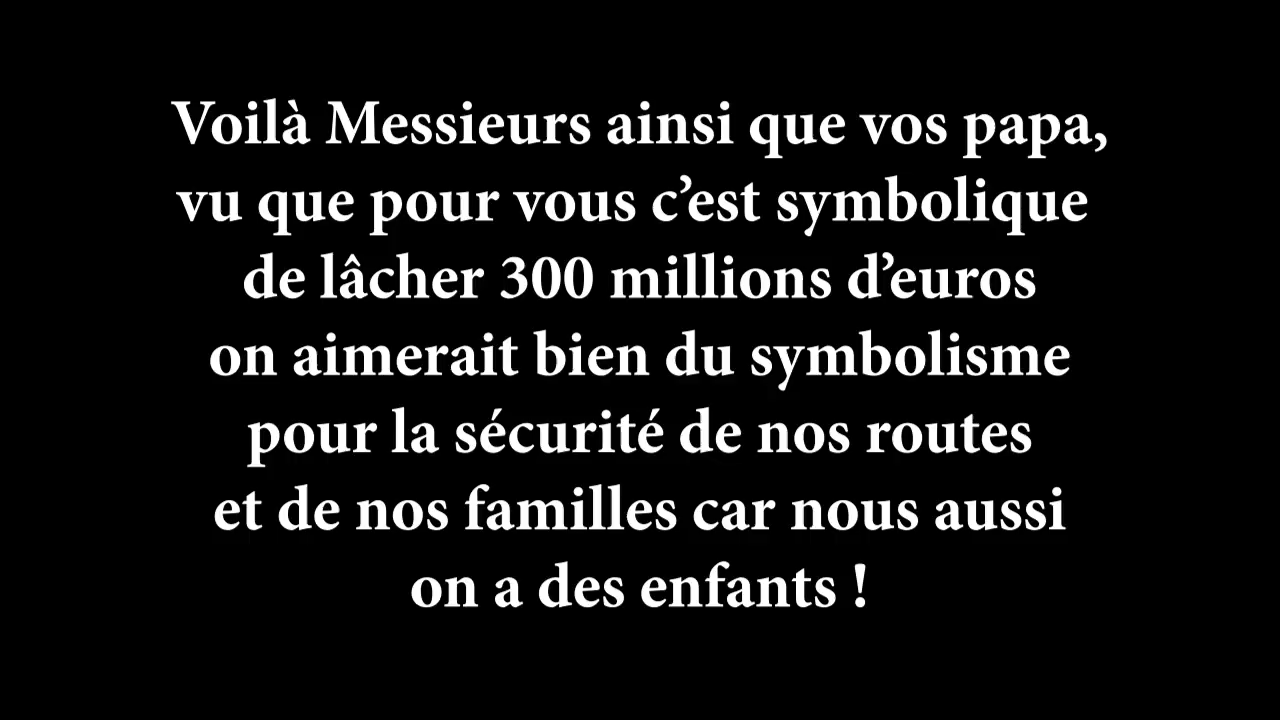 Voilà Messieurs ainsi que vos papa,
vu que pour vous c’est symbolique
de lâcher 300 millions d’euros
on aimerait bien du symbolisme
pour la sécurité de nos routes
et de nos familles car nous aussi
on a des enfants !